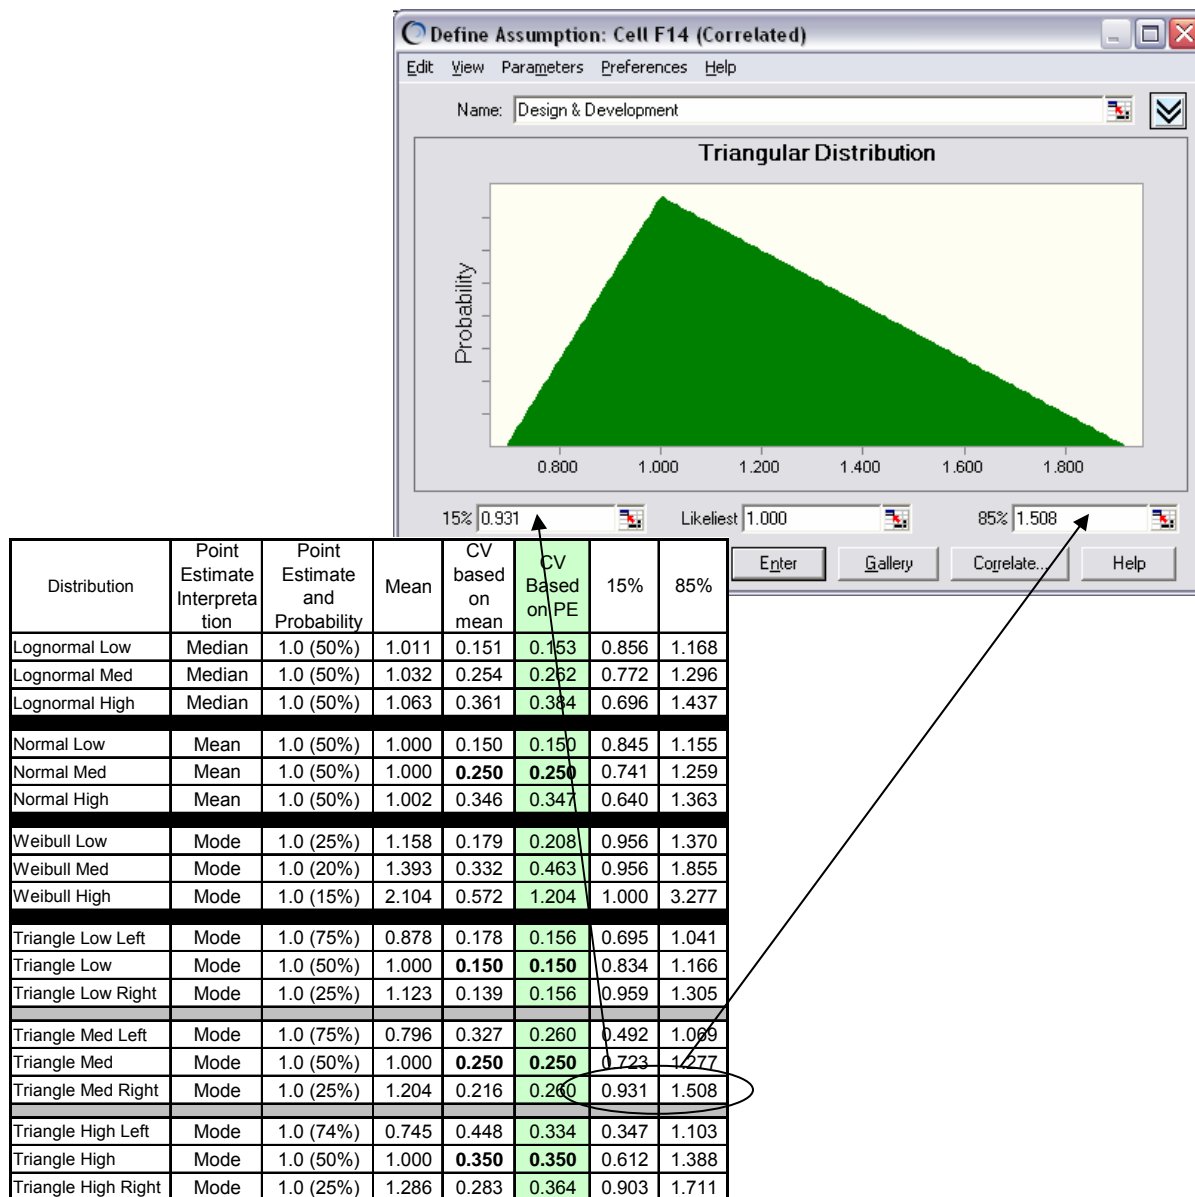 Define Assumption: Cell F14 (Correlated)
Edit View Parameters Preferences Help
Name: Design & Development
Triangular Distribution
Probability
0.800 1.000 1.200 1.400 1.600 1.800
15% 0.931 Likeliest 1.000 85% 1.508
Enter Gallery Correlate... Help
Distribution Point Estimate Interpreta tion Point Estimate and Probability Mean CV based on mean CV Based on PE 15% 85%
Lognormal Low Median 1.0 (50%) 1.011 0.151 0.153 0.856 1.168
Lognormal Med Median 1.0 (50%) 1.032 0.254 0.262 0.772 1.296
Lognormal High Median 1.0 (50%) 1.063 0.361 0.384 0.696 1.437
Normal Low Mean 1.0 (50%) 1.000 0.150 0.150 0.845 1.155
Normal Med Mean 1.0 (50%) 1.000 0.250 0.250 0.741 1.259
Normal High Mean 1.0 (50%) 1.002 0.346 0.347 0.640 1.363
Weibull Low Mode 1.0 (25%) 1.158 0.179 0.208 0.956 1.370
Weibull Med Mode 1.0 (20%) 1.393 0.332 0.463 0.956 1.855
Weibull High Mode 1.0 (15%) 2.104 0.572 1.204 1.000 3.277
Triangle Low Left Mode 1.0 (75%) 0.878 0.178 0.156 0.695 1.041
Triangle Low Mode 1.0 (50%) 1.000 0.150 0.150 0.834 1.166
Triangle Low Right Mode 1.0 (25%) 1.123 0.139 0.156 0.959 1.305
Triangle Med Left Mode 1.0 (75%) 0.796 0.327 0.260 0.492 1.069
Triangle Med Mode 1.0 (50%) 1.000 0.250 0.250 0.723 1.277
Triangle Med Right Mode 1.0 (25%) 1.204 0.216 0.260 0.931 1.508
Triangle High Left Mode 1.0 (74%) 0.745 0.448 0.334 0.347 1.103
Triangle High Mode 1.0 (50%) 1.000 0.350 0.350 0.612 1.388
Triangle High Right Mode 1.0 (25%) 1.286 0.283 0.364 0.903 1.711